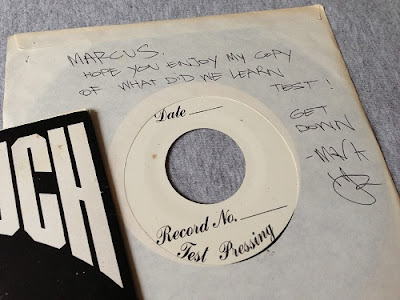 MARCUS.
HOPE YOU ENJOY MY COPY
OF WHAT DID WE LEARN
TEST!
GET
DOWN
Date
UCH
Record No.
Test Pressing